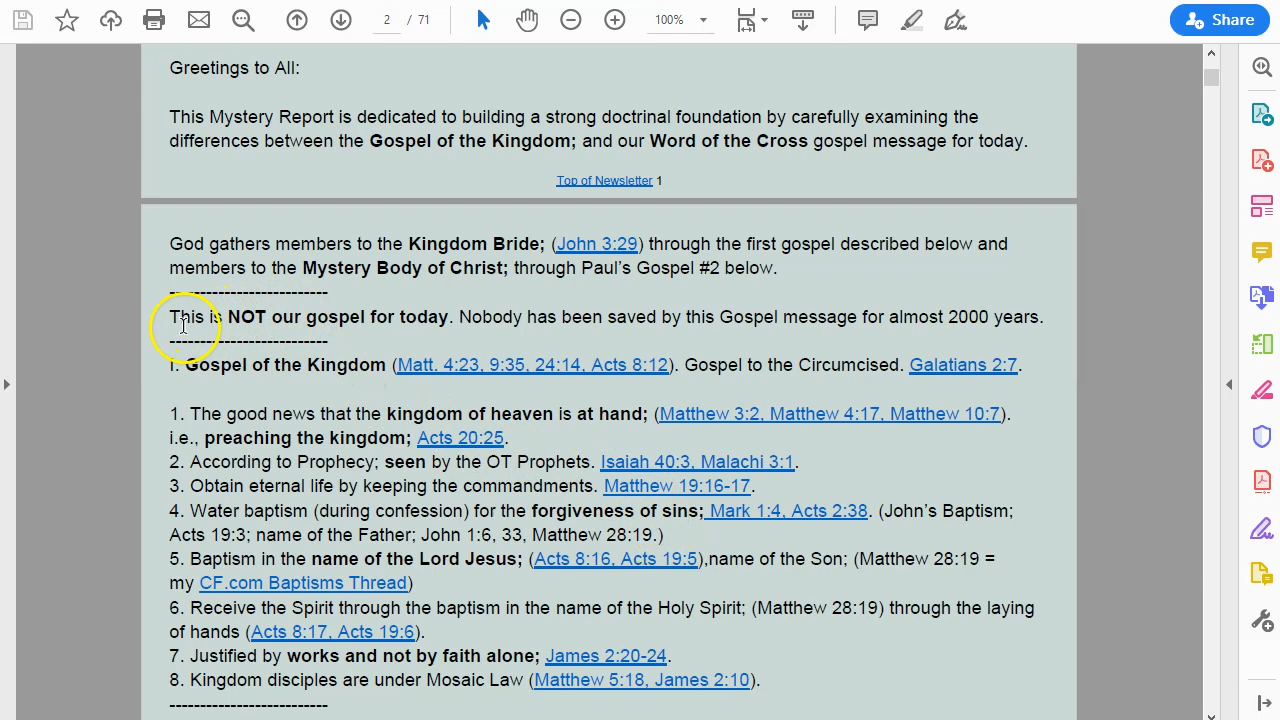 2 / 71
100%
Share
Greetings to All:
This Mystery Report is dedicated to building a strong doctrinal foundation by carefully examining the
differences between the Gospel of the Kingdom; and our Word of the Cross gospel message for today.
Top of Newsletter 1
God gathers members to the Kingdom Bride; (John 3:29) through the first gospel described below and
members to the Mystery Body of Christ; through Paul's Gospel #2 below.
--------------------------
This is NOT our gospel for today. Nobody has been saved by this Gospel message for almost 2000 years.
--------------------------
I. Gospel of the Kingdom (Matt. 4:23, 9:35, 24:14, Acts 8:12). Gospel to the Circumcised. Galatians 2:7.
1. The good news that the kingdom of heaven is at hand; (Matthew 3:2, Matthew 4:17, Matthew 10:7).
i.e., preaching the kingdom; Acts 20:25.
2. According to Prophecy; seen by the OT Prophets. Isaiah 40:3, Malachi 3:1.
3. Obtain eternal life by keeping the commandments. Matthew 19:16-17.
4. Water baptism (during confession) for the forgiveness of sins; Mark 1:4, Acts 2:38. (John's Baptism;
Acts 19:3; name of the Father; John 1:6, 33, Matthew 28:19.)
5. Baptism in the name of the Lord Jesus; (Acts 8:16, Acts 19:5),name of the Son; (Matthew 28:19 =
my CF.com Baptisms Thread)
6. Receive the Spirit through the baptism in the name of the Holy Spirit; (Matthew 28:19) through the laying
of hands (Acts 8:17, Acts 19:6).
7. Justified by works and not by faith alone; James 2:20-24.
8. Kingdom disciples are under Mosaic Law (Matthew 5:18, James 2:10).
--------------------------